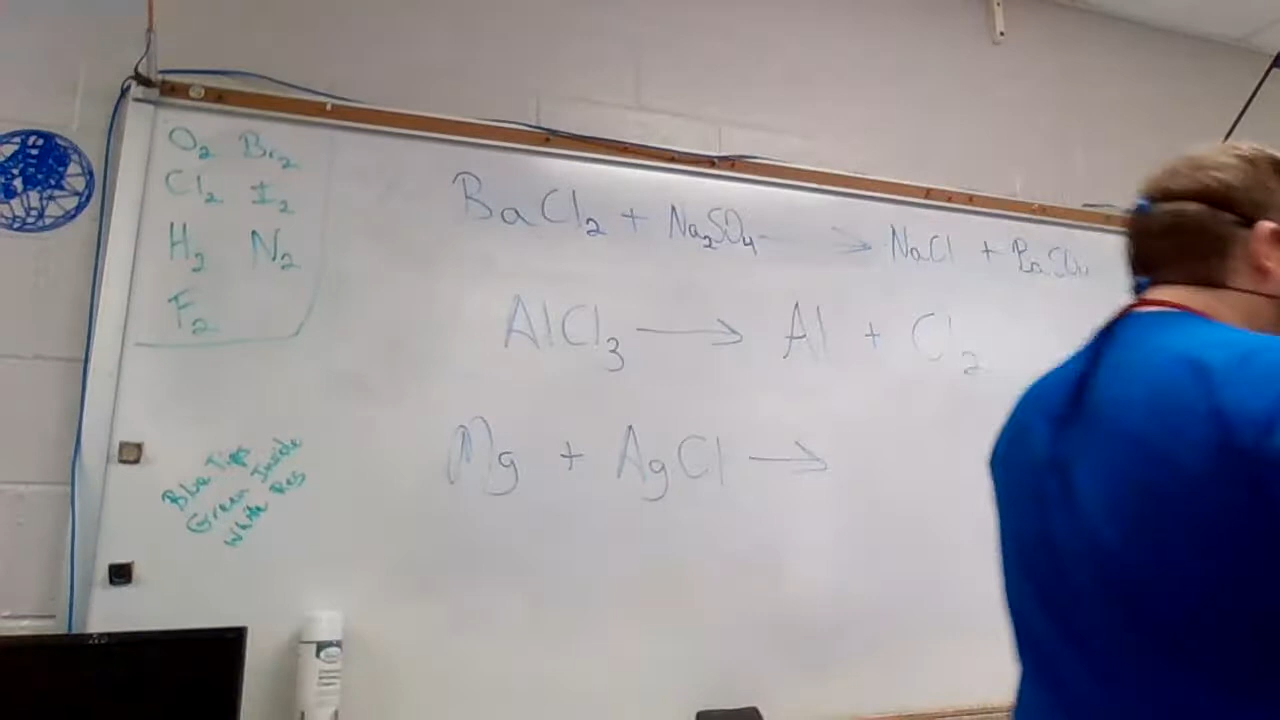 O₂ Br₂
Cl₂ I₂
H₂ N₂
F₂
BaCl₂ + Na₂SO₄ → NaCl + BaSO₄
AlCl₃ → Al + Cl₂
Mg + AgCl →
Blue Tips
Green Inside
White Res